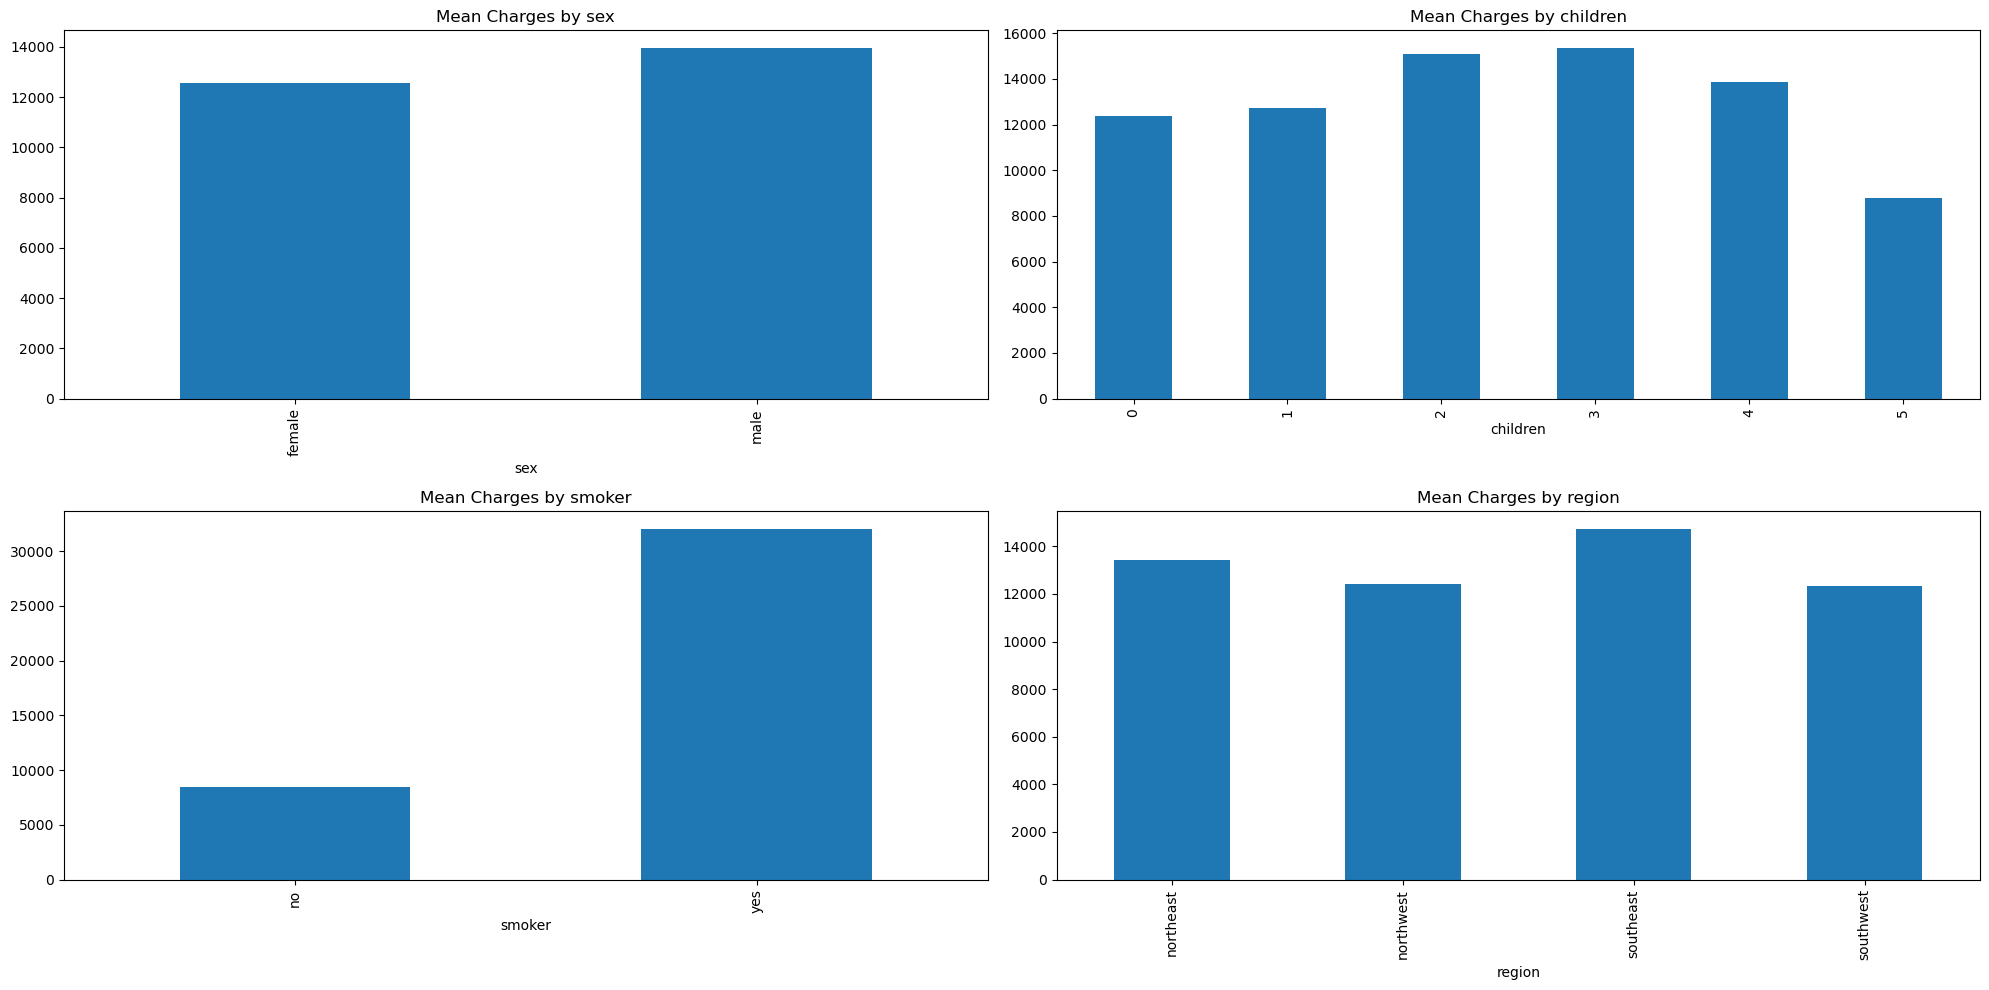 Mean Charges by sex
14000
12000
10000
8000
6000
4000
2000
0
female
male
sex
Mean Charges by children
16000
14000
12000
10000
8000
6000
4000
2000
0
0
1
2
3
4
5
children
Mean Charges by smoker
30000
25000
20000
15000
10000
5000
0
no
yes
smoker
Mean Charges by region
14000
12000
10000
8000
6000
4000
2000
0
northeast
northwest
southeast
southwest
region